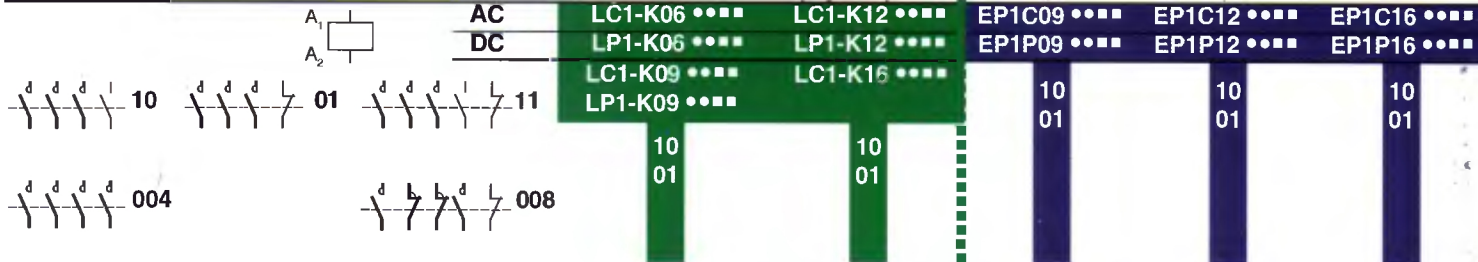 A1 AC LC1-K06 ••■■ LC1-K12 ••■■ EP1C09 ••■■ EP1C12 ••■■ EP1C16 ••■■
A2 DC LP1-K06 ••■■ LP1-K12 ••■■ EP1P09 ••■■ EP1P12 ••■■ EP1P16 ••■■
LC1-K09 ••■■ LC1-K16 ••■■
10 01 11 LP1-K09 ••■■ 10 10 10
01 01 01
10 10
004 008 01 01